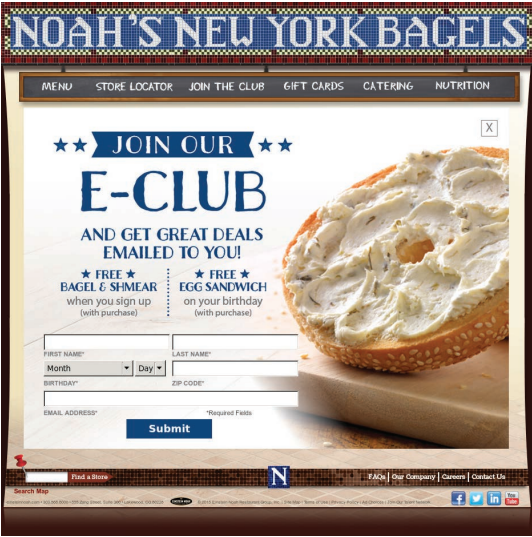 NOAH'S NEW YORK BAGELS
MENU STORE LOCATOR JOIN THE CLUB GIFT CARDS CATERING NUTRITION
X
JOIN OUR
E-CLUB
AND GET GREAT DEALS
EMAILED TO YOU!
FREE FREE
BAGEL & SHMEAR EGG SANDWICH
when you sign up on your birthday
(with purchase) (with purchase)
FIRST NAME* LAST NAME*
Month Day
BIRTHDAY* ZIP CODE*
EMAIL ADDRESS* *Required Fields
Submit
Find a Store N FAQs | Our Company | Careers | Contact Us
Search Map
f in You Tube